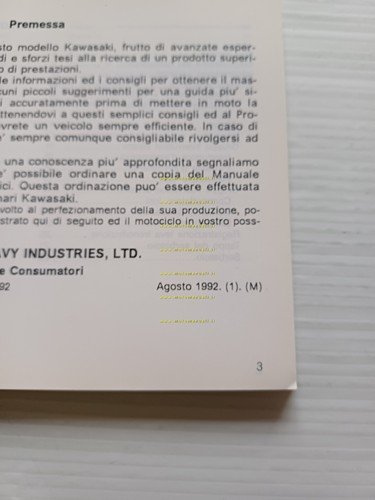 Premessa
sto modello Kawasaki, frutto di avanzate esper-
di e sforzi tesi alla ricerca di un prodotto superi-
o di prestazioni.
le informazioni ed i consigli per ottenere il mas-
cuni piccoli suggerimenti per una guida piu' si-
i accuratamente prima di mettere in moto la
ttenendovi a questi semplici consigli ed al Pro-
vrete un veicolo sempre efficiente. In caso di
e' sempre comunque consigliabile rivolgersi ad
una conoscenza piu' approfondita segnaliamo
e' possibile ordinare una copia del Manuale
ici. Questa ordinazione puo' essere effettuata
nari Kawasaki.
volto al perfezionamento della sua produzione, po-
strato qui di seguito ed il motociclo in vostro poss-
AVY INDUSTRIES, LTD.
e Consumatori
92 Agosto 1992. (1). (M)
3